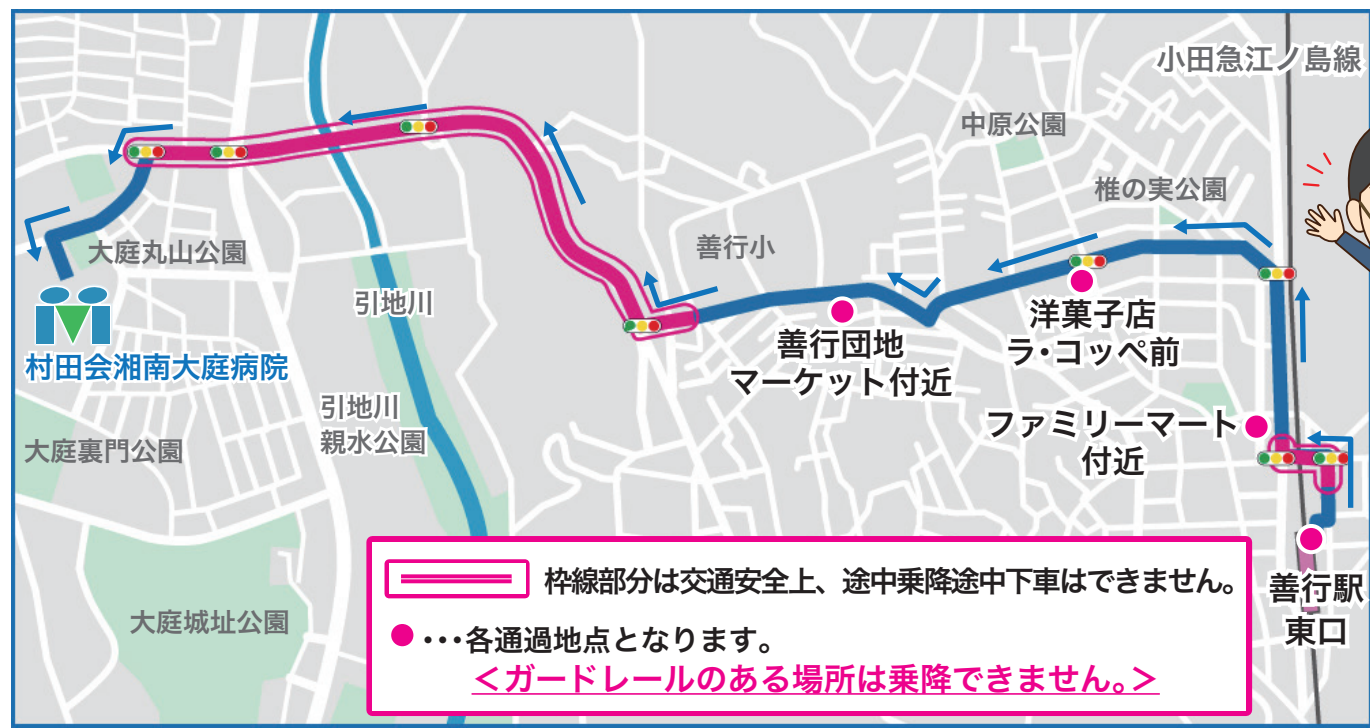 小田急江ノ島線
中原公園
椎の実公園
善行小
大庭丸山公園
引地川
村田会湘南大庭病院
洋菓子店
ラ・コッペ前
善行団地
マーケット付近
引地川
親水公園
ファミリーマート
付近
大庭裏門公園
大庭城址公園
善行駅
東口
枠線部分は交通安全上、途中乗降途中下車はできません。
●・・・各通過地点となります。
＜ガードレールのある場所は乗降できません。＞